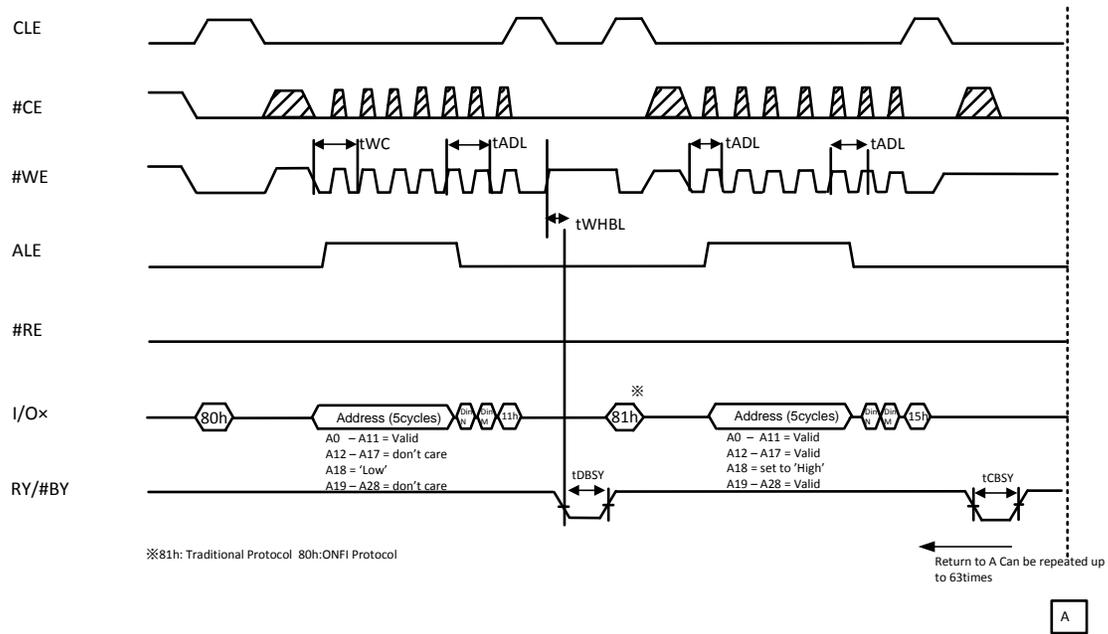 CLE
#CE
tWC
tADL
tADL
tADL
#WE
tWHBL
ALE
#RE
※
I/O×
80h
Address (5cycles)
Din N
Din M
11h
81h
Address (5cycles)
Din N
Din M
15h
A0 – A11 = Valid
A12 – A17 = don't care
A18 = 'Low'
A19 – A28 = don't care
A0 – A11 = Valid
A12 – A17 = Valid
A18 = set to 'High'
A19 – A28 = Valid
tDBSY
tCBSY
RY/#BY
※81h: Traditional Protocol 80h:ONFI Protocol
Return to A Can be repeated up
to 63times
A